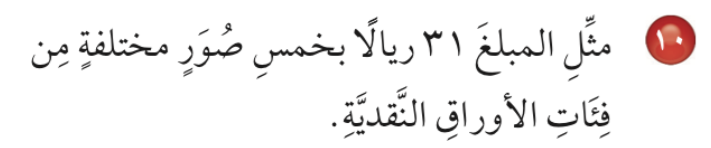 ١٠ مثِّلِ المبلغَ ٣١ ريالًا بخمسِ صُوَرٍ مختلفةٍ مِن
فِئَاتِ الأوراقِ النَّقديَّةِ.